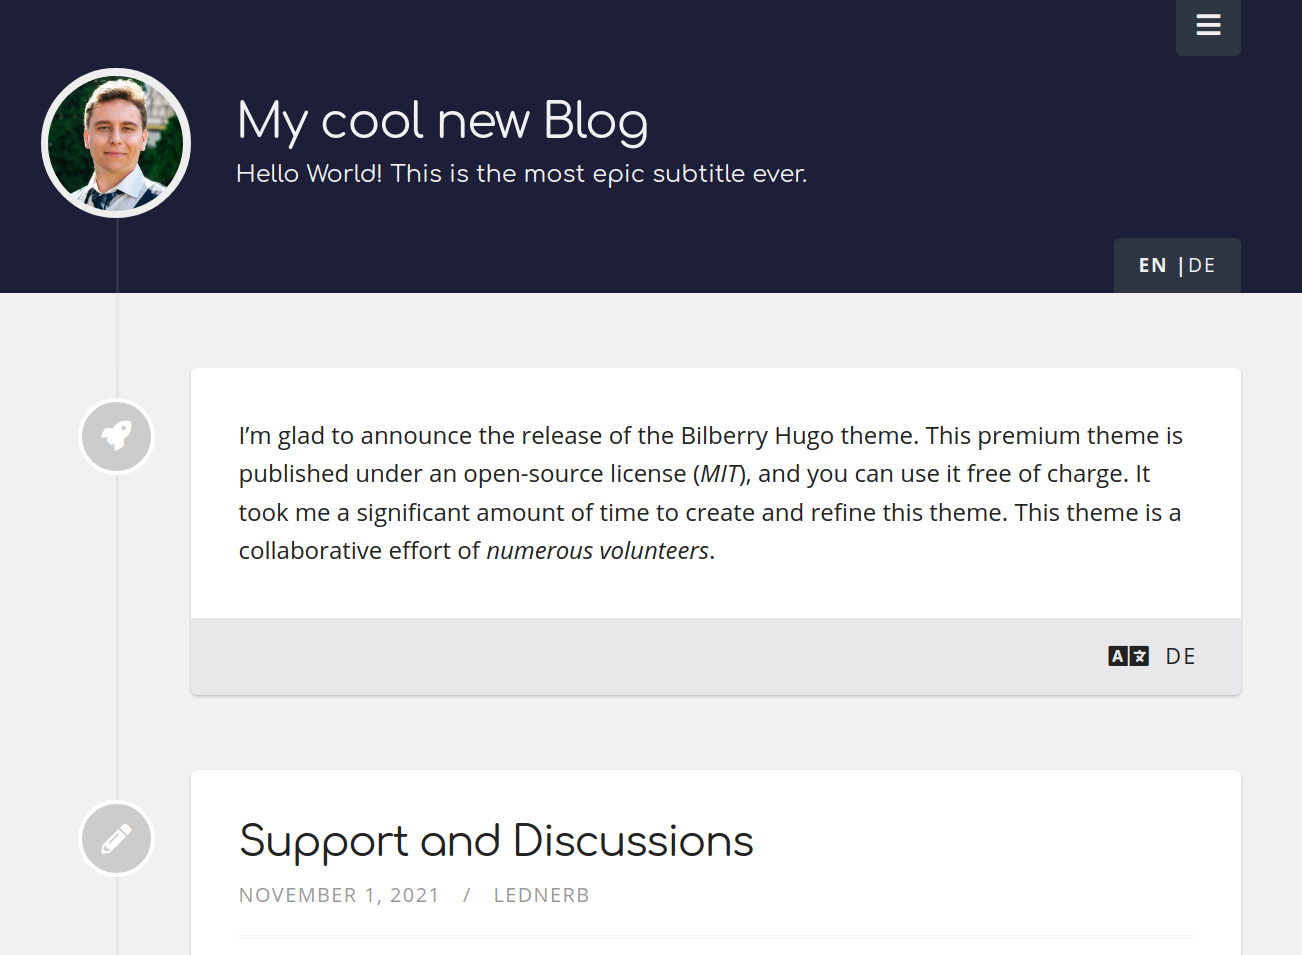 My cool new Blog
Hello World! This is the most epic subtitle ever.
EN |DE
I’m glad to announce the release of the Bilberry Hugo theme. This premium theme is
published under an open-source license (MIT), and you can use it free of charge. It
took me a significant amount of time to create and refine this theme. This theme is a
collaborative effort of numerous volunteers.
A文 DE
Support and Discussions
NOVEMBER 1, 2021 / LEDNERB